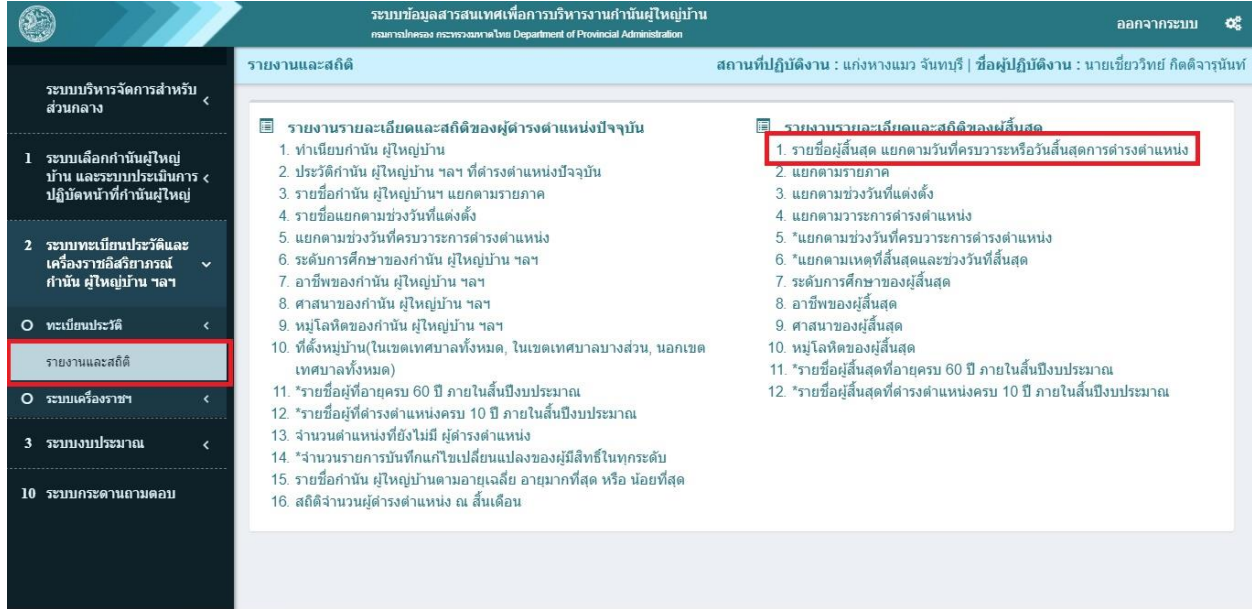 ระบบข้อมูลสารสนเทศเพื่อการบริหารงานกำนันผู้ใหญ่บ้าน
กรมการปกครอง กระทรวงมหาดไทย Department of Provincial Administration
ออกจากระบบ
รายงานและสถิติ
สถานที่ปฏิบัติงาน : แก่งหางแมว จันทบุรี | ชื่อผู้ปฏิบัติงาน : นายเชี่ยววิทย์ กิตติจารุนันท์
ระบบบริหารจัดการสำหรับ
ส่วนกลาง
1 ระบบเลือกกำนันผู้ใหญ่
บ้าน และระบบประเมินการ
ปฏิบัตหน้าที่กำนันผู้ใหญ่
2 ระบบทะเบียนประวัติและ
เครื่องราชอิสริยาภรณ์
กำนัน ผู้ใหญ่บ้าน ฯลฯ
ทะเบียนประวัติ
รายงานและสถิติ
ระบบเครื่องราชฯ
3 ระบบงบประมาณ
10 ระบบกระดานถามตอบ
รายงานรายละเอียดและสถิติของผู้ดำรงตำแหน่งปัจจุบัน
1. ทำเนียบกำนัน ผู้ใหญ่บ้าน
2. ประวัติกำนัน ผู้ใหญ่บ้าน ฯลฯ ที่ดำรงตำแหน่งปัจจุบัน
3. รายชื่อกำนัน ผู้ใหญ่บ้านฯ แยกตามรายภาค
4. รายชื่อแยกตามช่วงวันที่แต่งตั้ง
5. แยกตามช่วงวันที่ครบวาระการดำรงตำแหน่ง
6. ระดับการศึกษาของกำนัน ผู้ใหญ่บ้าน ฯลฯ
7. อาชีพของกำนัน ผู้ใหญ่บ้าน ฯลฯ
8. ศาสนาของกำนัน ผู้ใหญ่บ้าน ฯลฯ
9. หมู่โลหิตของกำนัน ผู้ใหญ่บ้าน ฯลฯ
10. ที่ตั้งหมู่บ้าน(ในเขตเทศบาลทั้งหมด, ในเขตเทศบาลบางส่วน, นอกเขต
เทศบาลทั้งหมด)
11. *รายชื่อผู้ที่อายุครบ 60 ปี ภายในสิ้นปีงบประมาณ
12. *รายชื่อผู้ที่ดำรงตำแหน่งครบ 10 ปี ภายในสิ้นปีงบประมาณ
13. จำนวนตำแหน่งที่ยังไม่มี ผู้ดำรงตำแหน่ง
14. *จำนวนรายการบันทึกแก้ไขเปลี่ยนแปลงของผู้มีสิทธิ์ในทุกระดับ
15. รายชื่อกำนัน ผู้ใหญ่บ้านตามอายุเฉลี่ย อายุมากที่สุด หรือ น้อยที่สุด
16. สถิติจำนวนผู้ดำรงตำแหน่ง ณ สิ้นเดือน
รายงานรายละเอียดและสถิติของผู้สิ้นสุด
1. รายชื่อผู้สิ้นสุด แยกตามวันที่ครบวาระหรือวันสิ้นสุดการดำรงตำแหน่ง
2. แยกตามรายภาค
3. แยกตามช่วงวันที่แต่งตั้ง
4. แยกตามวาระการดำรงตำแหน่ง
5. *แยกตามช่วงวันที่ครบวาระการดำรงตำแหน่ง
6. *แยกตามเหตุที่สิ้นสุดและช่วงวันที่สิ้นสุด
7. ระดับการศึกษาของผู้สิ้นสุด
8. อาชีพของผู้สิ้นสุด
9. ศาสนาของผู้สิ้นสุด
10. หมู่โลหิตของผู้สิ้นสุด
11. *รายชื่อผู้สิ้นสุดที่อายุครบ 60 ปี ภายในสิ้นปีงบประมาณ
12. *รายชื่อผู้สิ้นสุดที่ดำรงตำแหน่งครบ 10 ปี ภายในสิ้นปีงบประมาณ